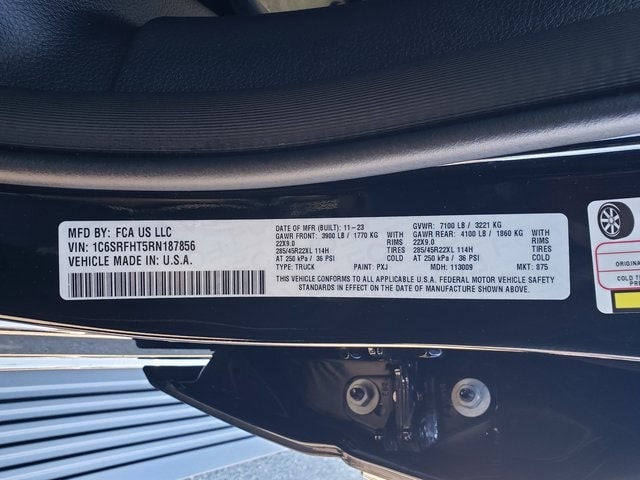 MFD BY: FCA US LLC
VIN: 1C6SRFHT5RN187856
VEHICLE MADE IN: U.S.A.
DATE OF MFR (BUILT): 11-23
GAWR FRONT: 3900 LB / 1770 KG WITH
22X9.0 RIMS
285/45R22XL 114H TIRES
AT 250 kPa / 36 PSI COLD
TYPE: TRUCK PAINT: PXJ
GVWR: 7100 LB / 3221 KG
GAWR REAR: 4100 LB / 1860 KG WITH
22X9.0 RIMS
285/45R22XL 114H TIRES
AT 250 kPa / 36 PSI COLD
MDH: 113009 MKT: 875
THIS VEHICLE CONFORMS TO ALL APPLICABLE U.S.A. FEDERAL MOTOR VEHICLE SAFETY
STANDARDS IN EFFECT ON THE DATE OF MANUFACTURE SHOWN ABOVE.
ORIGINA
COLD T
PRE